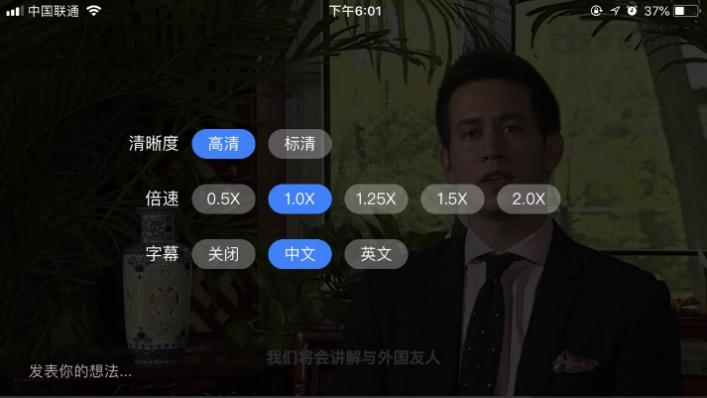 中国联通
下午6:01
37%
清晰度 高清 标清
倍速 0.5X 1.0X 1.25X 1.5X 2.0X
字幕 关闭 中文 英文
我们将会讲解与外国友人
发表你的想法...